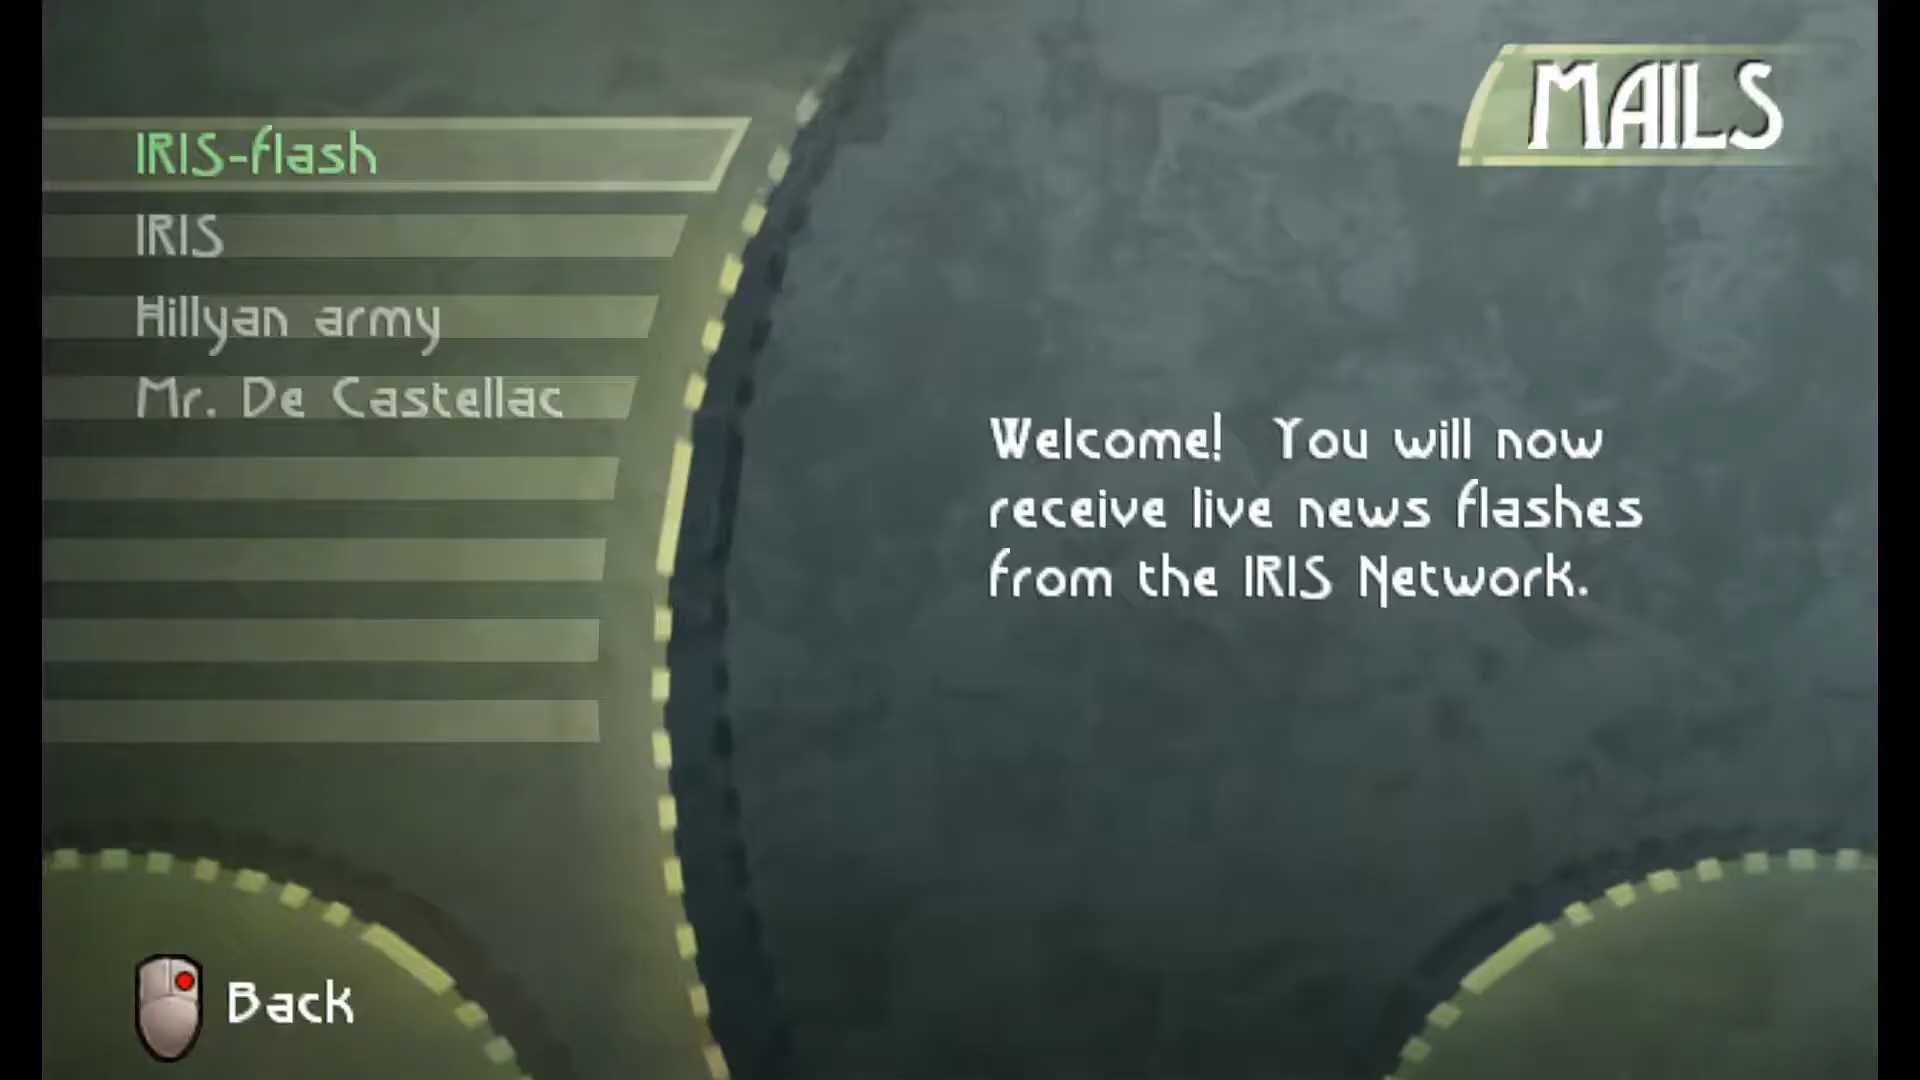 MAILS
IRIS-flash
IRIS
Hillyan army
Mr. De Castellac
Welcome! You will now
receive live news flashes
from the IRIS Network.
Back